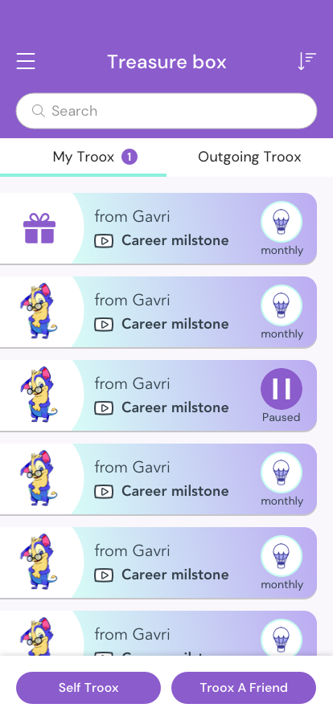 Treasure box
Search
My Troox 1
Outgoing Troox
from Gavri
Career milstone
monthly
from Gavri
Career milstone
monthly
from Gavri
Career milstone
Paused
from Gavri
Career milstone
monthly
from Gavri
Career milstone
monthly
from Gavri
Self Troox
Troox A Friend